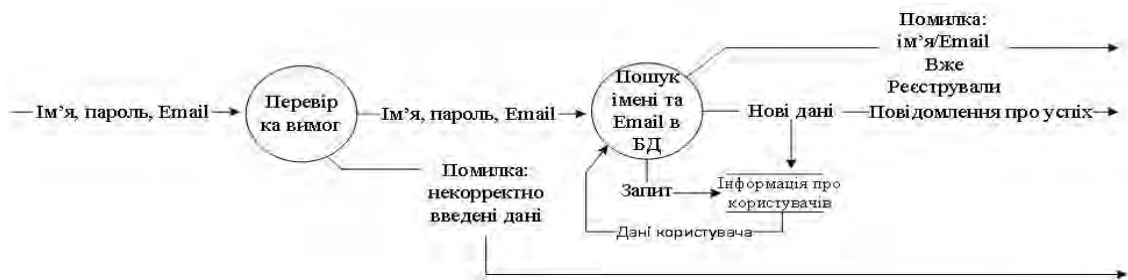 Помилка:
ім’я/Email
Вже
Реєстрували
Ім’я, пароль, Email
Перевір
ка вимог
Ім’я, пароль, Email
Пошук
імені та
Email в
БД
Нові дані
Повідомлення про успіх
Помилка:
некорректно
введені дані
Запит
Інформація про
користувачів
Дані користувача